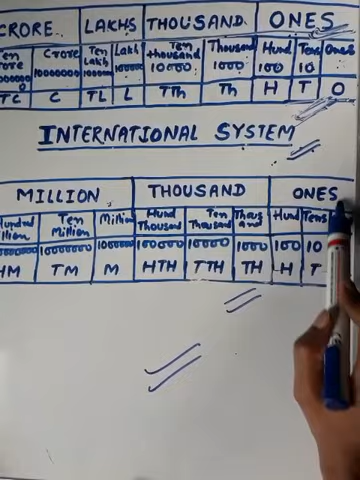 CRORE LAKHS THOUSAND ONES
Ten Crore Crore Ten Lakh Lakh Ten Thousand Thousand Hund Tens Ones
10000000 100000 10000 1000 100 10
TC C TL L TTh Th H T O
INTERNATIONAL SYSTEM
MILLION THOUSAND ONES
Ten Million Million Hund Thousand Ten Thousand Thousand Hund Tens
10000000 1000000 100000 10000 1000 100 10
HM TM M HTH TTH TH H T